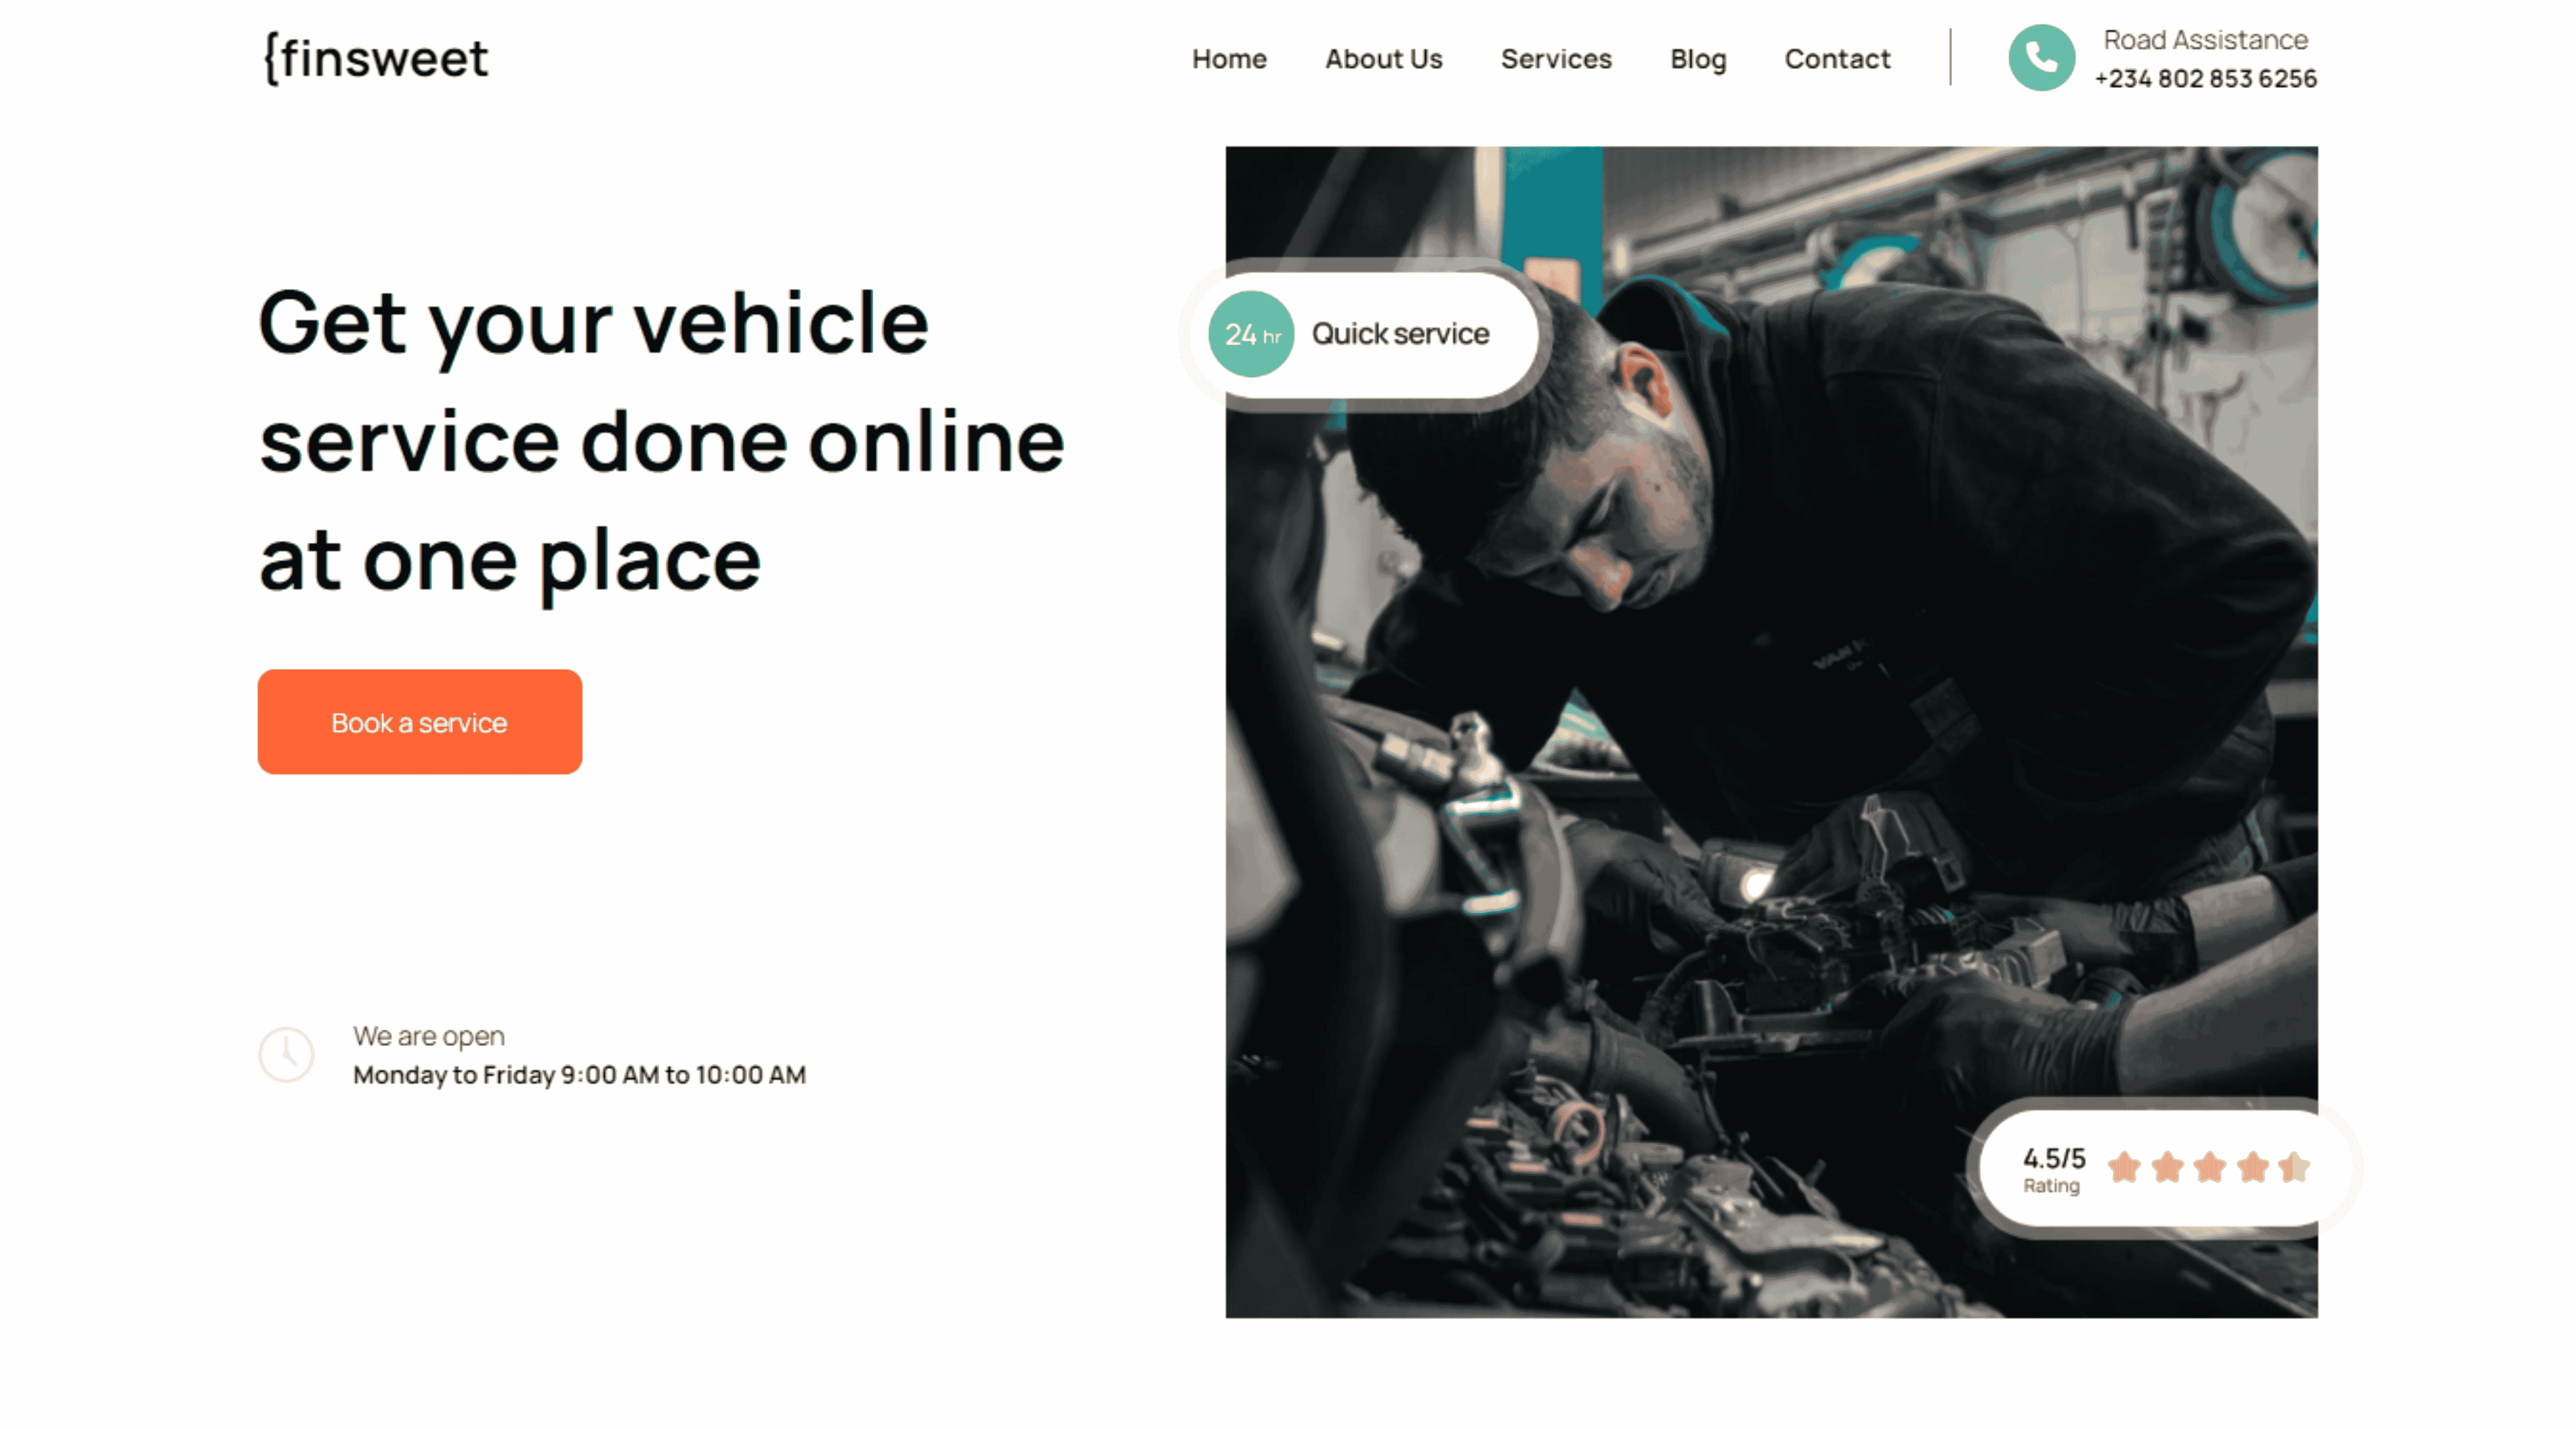 {finsweet
Home
About Us
Services
Blog
Contact
Road Assistance
+234 802 853 6256
Get your vehicle
service done online
at one place
24 hr
Quick service
Book a service
We are open
Monday to Friday 9:00 AM to 10:00 AM
4.5/5
Rating